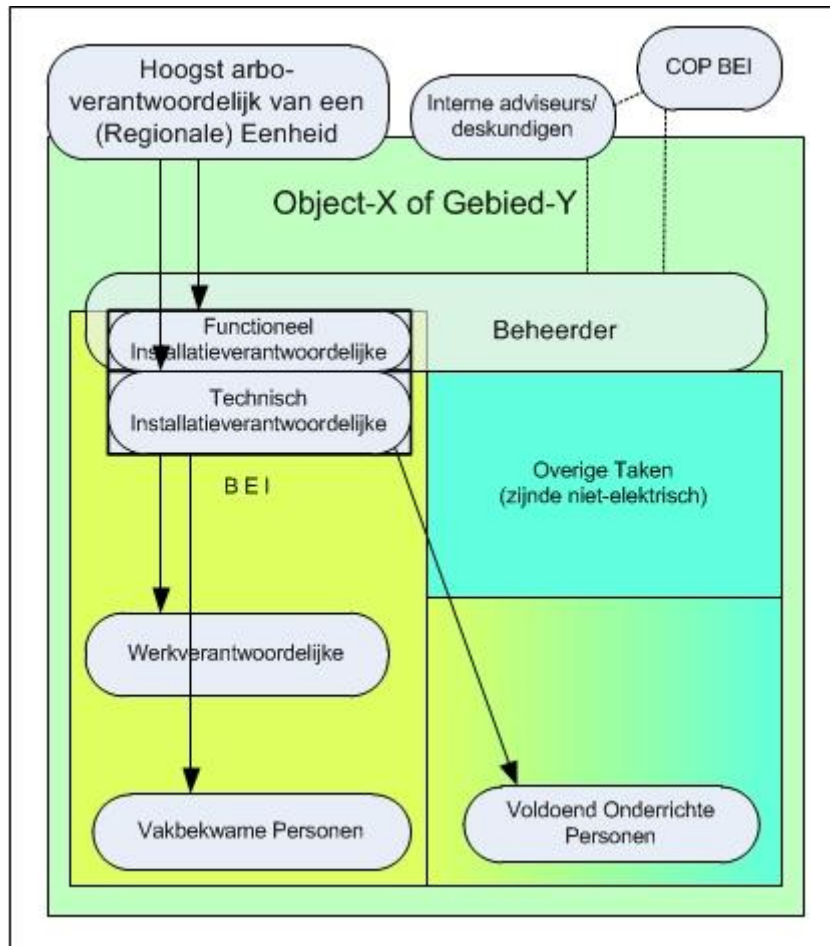 Hoogst arbo-
verantwoordelijk van een
(Regionale) Eenheid
Interne adviseurs/
deskundigen
COP BEI
Object-X of Gebied-Y
Beheerder
Functioneel
Installatieverantwoordelijke
Technisch
Installatieverantwoordelijke
B E I
Overige Taken
(zijnde niet-elektrisch)
Werkverantwoordelijke
Vakbekwame Personen
Voldoend Onderrichte
Personen